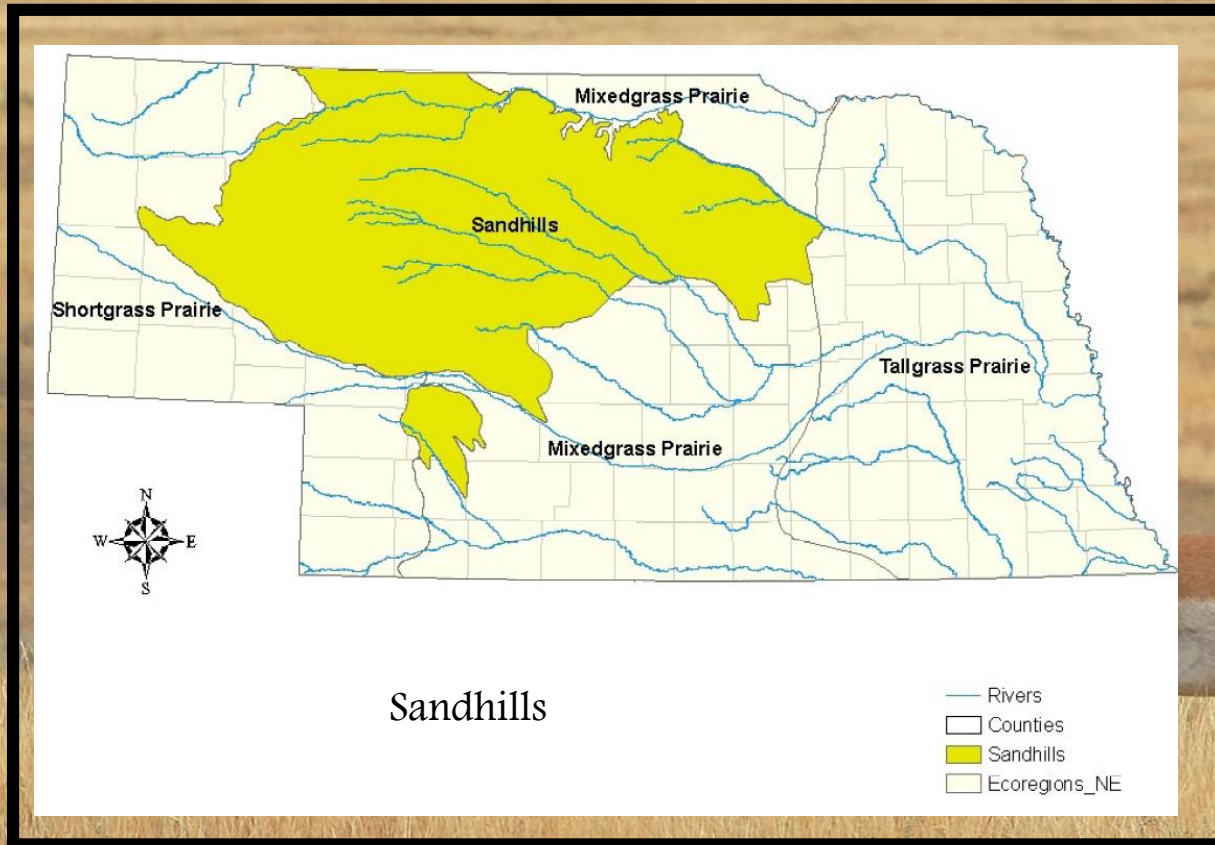 Mixedgrass Prairie
Sandhills
Shortgrass Prairie
Tallgrass Prairie
Mixedgrass Prairie
N
W
E
S
Sandhills
Rivers
Counties
Sandhills
Ecoregions_NE